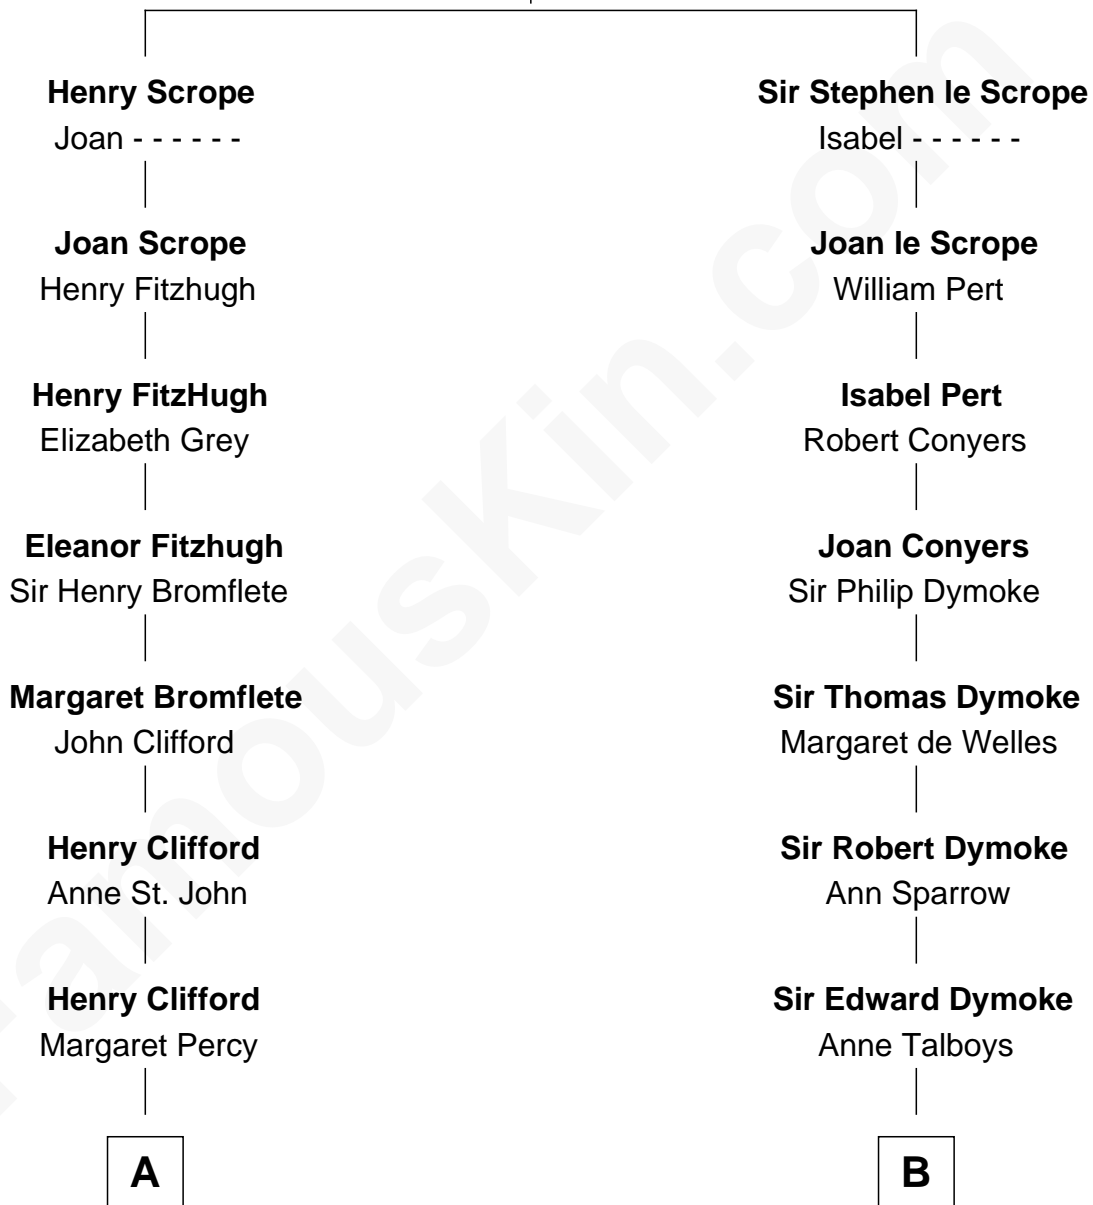 Henry Scrope
Joan - - - - - -
Joan Scrope
Henry Fitzhugh
Henry FitzHugh
Elizabeth Grey
Eleanor Fitzhugh
Sir Henry Bromflete
Margaret Bromflete
John Clifford
Henry Clifford
Anne St. John
Henry Clifford
Margaret Percy
A
Sir Stephen le Scrope
Isabel - - - - - -
Joan le Scrope
William Pert
Isabel Pert
Robert Conyers
Joan Conyers
Sir Philip Dymoke
Sir Thomas Dymoke
Margaret de Welles
Sir Robert Dymoke
Ann Sparrow
Sir Edward Dymoke
Anne Talboys
B
FamousKin.com